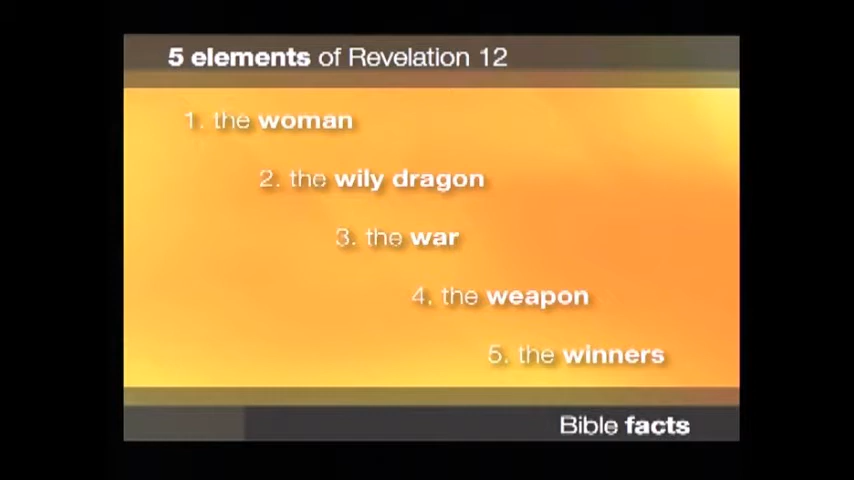 5 elements of Revelation 12
1. the woman
2. the wily dragon
3. the war
4. the weapon
5. the winners
Bible facts